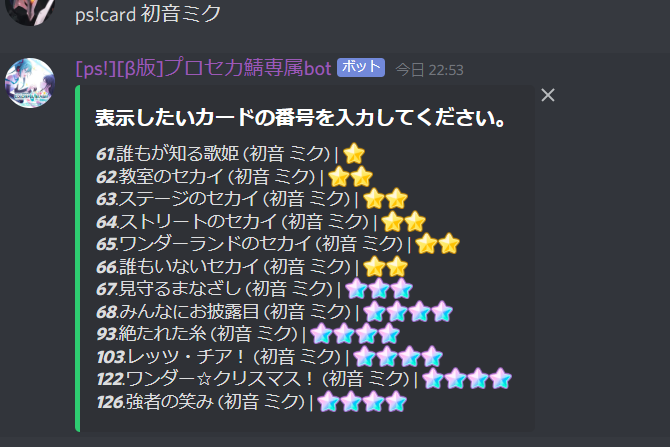 ps!card 初音ミク
[ps!][β版]プロセカ鯖専属bot ボット 今日 22:53
表示したいカードの番号を入力してください。
61.誰もが知る歌姫 (初音 ミク) | ⭐
62.教室のセカイ (初音 ミク) | ⭐⭐
63.ステージのセカイ (初音 ミク) | ⭐⭐
64.ストリートのセカイ (初音 ミク) | ⭐⭐
65.ワンダーランドのセカイ (初音 ミク) | ⭐⭐
66.誰もいないセカイ (初音 ミク) | ⭐⭐
67.見守るまなざし (初音 ミク) | ⭐⭐⭐
68.みんなにお披露目 (初音 ミク) | ⭐⭐⭐⭐
93.絶たれた糸 (初音 ミク) | ⭐⭐⭐⭐
103.レッツ・チア！ (初音 ミク) | ⭐⭐⭐⭐
122.ワンダー☆クリスマス！ (初音 ミク) | ⭐⭐⭐⭐
126.強者の笑み (初音 ミク) | ⭐⭐⭐⭐